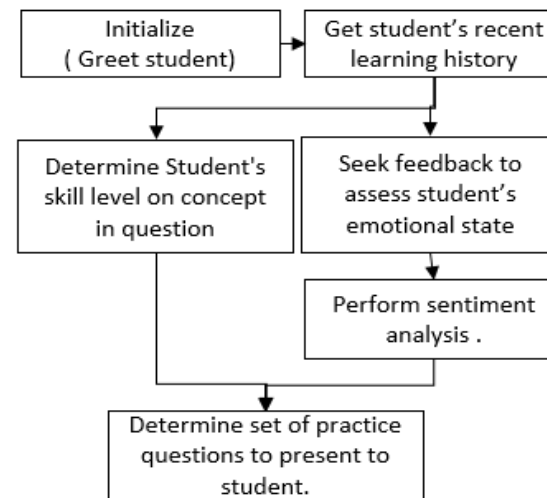 Initialize
( Greet student)
Get student's recent
learning history
Determine Student's
skill level on concept
in question
Seek feedback to
assess student’s
emotional state
Perform sentiment
analysis .
Determine set of practice
questions to present to
student.